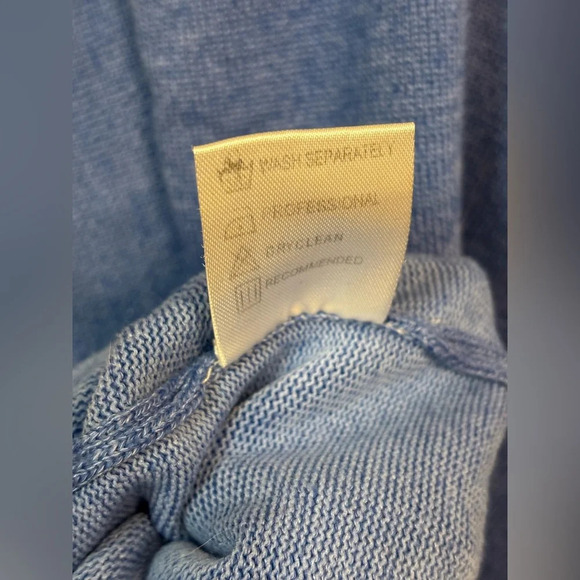 WASH SEPARATELY
PROFESSIONAL
DRYCLEAN
RECOMMENDED